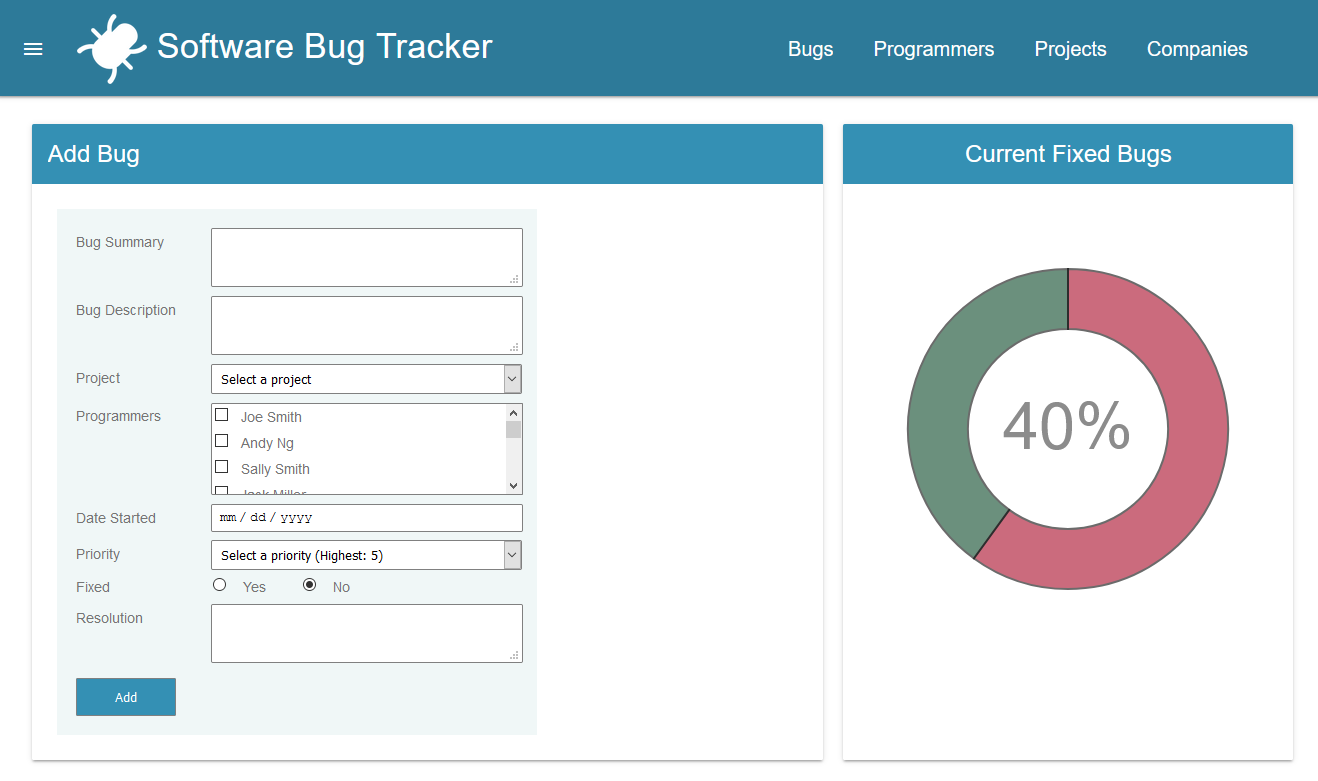 Software Bug Tracker
Bugs Programmers Projects Companies
Add Bug
Bug Summary
Bug Description
Project Select a project
Programmers
Joe Smith
Andy Ng
Sally Smith
Jack Miller
Date Started mm / dd / yyyy
Priority Select a priority (Highest: 5)
Fixed Yes No
Resolution
Add
Current Fixed Bugs
40%